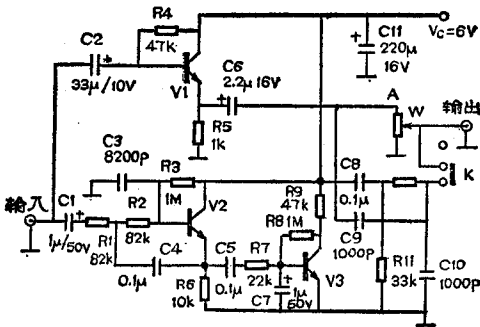 R4
47k
C2
33μ/10V
V1
C6
2.2μ 16V
R5
1k
C11
220μ
16V
Vc=6V
A
W
输出
K
C3
8200P
R3
1M
V2
输入
C1
1μ/50V
R1
82k
R2
82k
C4
0.1μ
R6
10k
C5
0.1μ
R7
22k
R8 1M
R9
47k
C7
1μ
50V
V3
C8
0.1μ
C9
1000P
R11
33k
C10
1000P